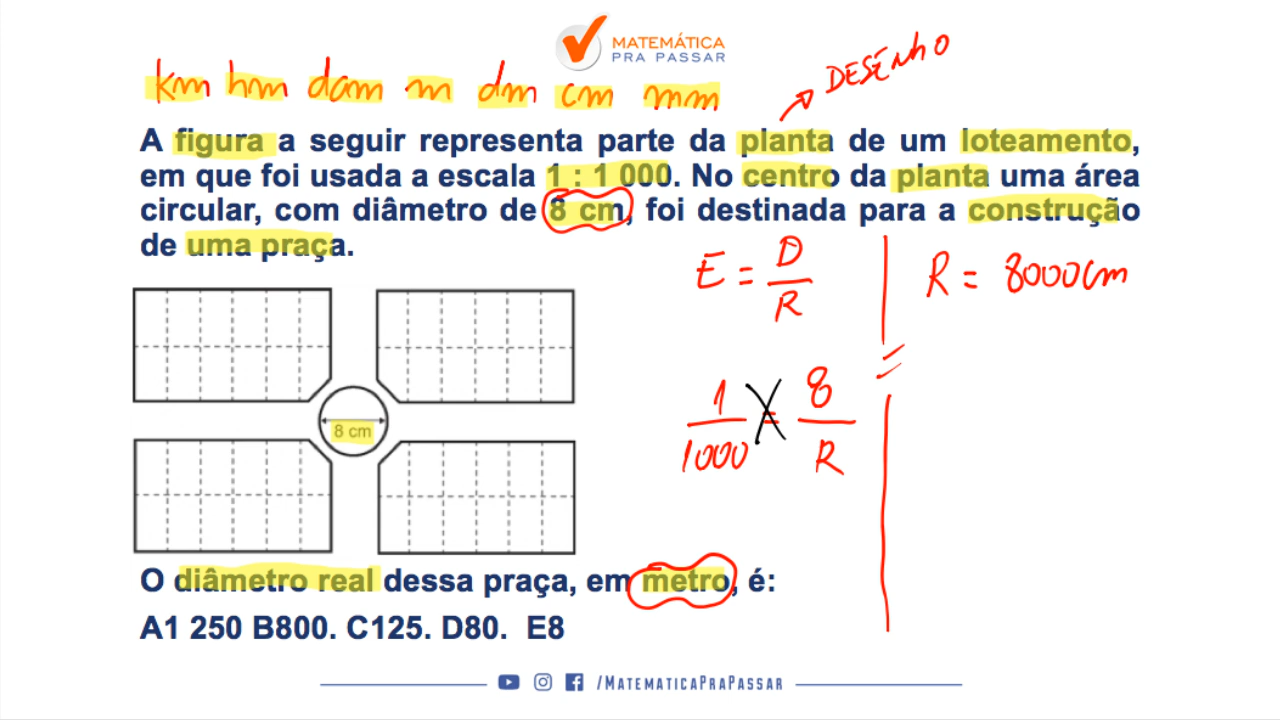 MATEMÁTICA
PRA PASSAR
DESENHO
km hm dam m dm cm mm
A figura a seguir representa parte da planta de um loteamento,
em que foi usada a escala 1 : 1 000. No centro da planta uma área
circular, com diâmetro de 8 cm, foi destinada para a construção
de uma praça.
E = D/R
R = 8000cm
=
1/1000 = 8/R
8 cm
O diâmetro real dessa praça, em metro, é:
A1 250 B800. C125. D80. E8
/MATEMATICAPRAPASSAR